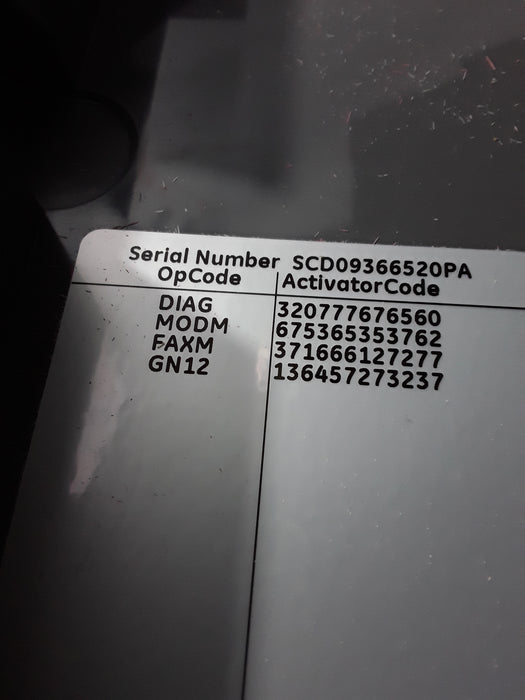 Serial Number SCD09366520PA
OpCode ActivatorCode
DIAG 320777676560
MODM 675365353762
FAXM 371666127277
GN12 136457273237